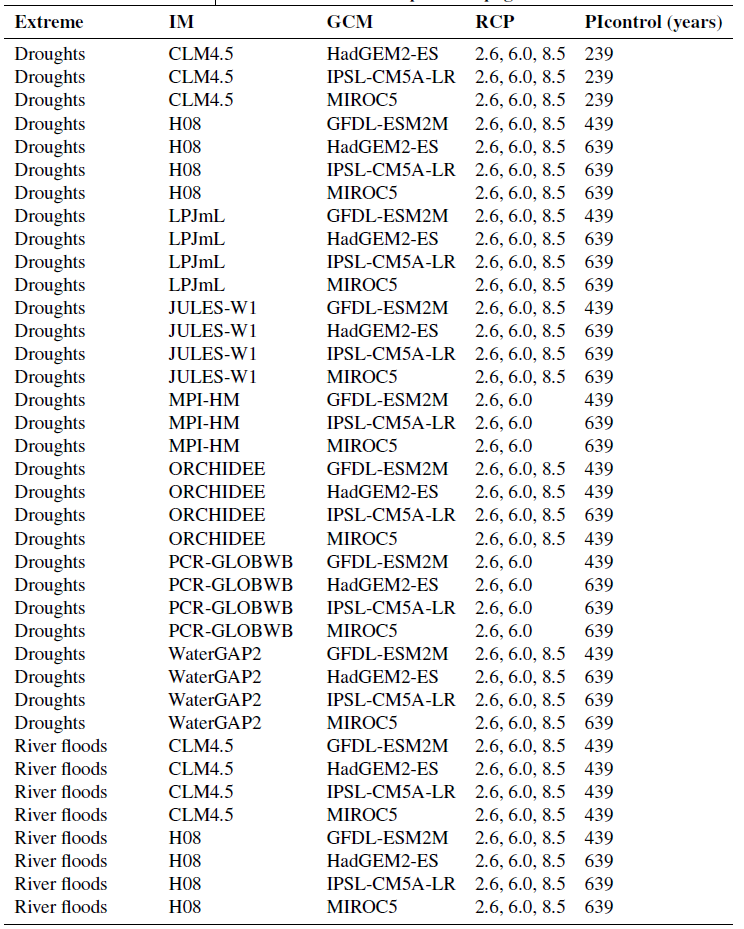 Extreme IM GCM RCP PIcontrol (years)
Droughts CLM4.5 HadGEM2-ES 2.6, 6.0, 8.5 239
Droughts CLM4.5 IPSL-CM5A-LR 2.6, 6.0, 8.5 239
Droughts CLM4.5 MIROC5 2.6, 6.0, 8.5 239
Droughts H08 GFDL-ESM2M 2.6, 6.0, 8.5 439
Droughts H08 HadGEM2-ES 2.6, 6.0, 8.5 639
Droughts H08 IPSL-CM5A-LR 2.6, 6.0, 8.5 639
Droughts H08 MIROC5 2.6, 6.0, 8.5 639
Droughts LPJmL GFDL-ESM2M 2.6, 6.0, 8.5 439
Droughts LPJmL HadGEM2-ES 2.6, 6.0, 8.5 639
Droughts LPJmL IPSL-CM5A-LR 2.6, 6.0, 8.5 639
Droughts LPJmL MIROC5 2.6, 6.0, 8.5 639
Droughts JULES-W1 GFDL-ESM2M 2.6, 6.0, 8.5 439
Droughts JULES-W1 HadGEM2-ES 2.6, 6.0, 8.5 639
Droughts JULES-W1 IPSL-CM5A-LR 2.6, 6.0, 8.5 639
Droughts JULES-W1 MIROC5 2.6, 6.0, 8.5 639
Droughts MPI-HM GFDL-ESM2M 2.6, 6.0 439
Droughts MPI-HM IPSL-CM5A-LR 2.6, 6.0 639
Droughts MPI-HM MIROC5 2.6, 6.0 639
Droughts ORCHIDEE GFDL-ESM2M 2.6, 6.0, 8.5 439
Droughts ORCHIDEE HadGEM2-ES 2.6, 6.0, 8.5 439
Droughts ORCHIDEE IPSL-CM5A-LR 2.6, 6.0, 8.5 639
Droughts ORCHIDEE MIROC5 2.6, 6.0, 8.5 439
Droughts PCR-GLOBWB GFDL-ESM2M 2.6, 6.0 439
Droughts PCR-GLOBWB HadGEM2-ES 2.6, 6.0 639
Droughts PCR-GLOBWB IPSL-CM5A-LR 2.6, 6.0 639
Droughts PCR-GLOBWB MIROC5 2.6, 6.0 639
Droughts WaterGAP2 GFDL-ESM2M 2.6, 6.0, 8.5 439
Droughts WaterGAP2 HadGEM2-ES 2.6, 6.0, 8.5 639
Droughts WaterGAP2 IPSL-CM5A-LR 2.6, 6.0, 8.5 639
Droughts WaterGAP2 MIROC5 2.6, 6.0, 8.5 639
River floods CLM4.5 GFDL-ESM2M 2.6, 6.0, 8.5 439
River floods CLM4.5 HadGEM2-ES 2.6, 6.0, 8.5 439
River floods CLM4.5 IPSL-CM5A-LR 2.6, 6.0, 8.5 439
River floods CLM4.5 MIROC5 2.6, 6.0, 8.5 439
River floods H08 GFDL-ESM2M 2.6, 6.0, 8.5 439
River floods H08 HadGEM2-ES 2.6, 6.0, 8.5 639
River floods H08 IPSL-CM5A-LR 2.6, 6.0, 8.5 639
River floods H08 MIROC5 2.6, 6.0, 8.5 639